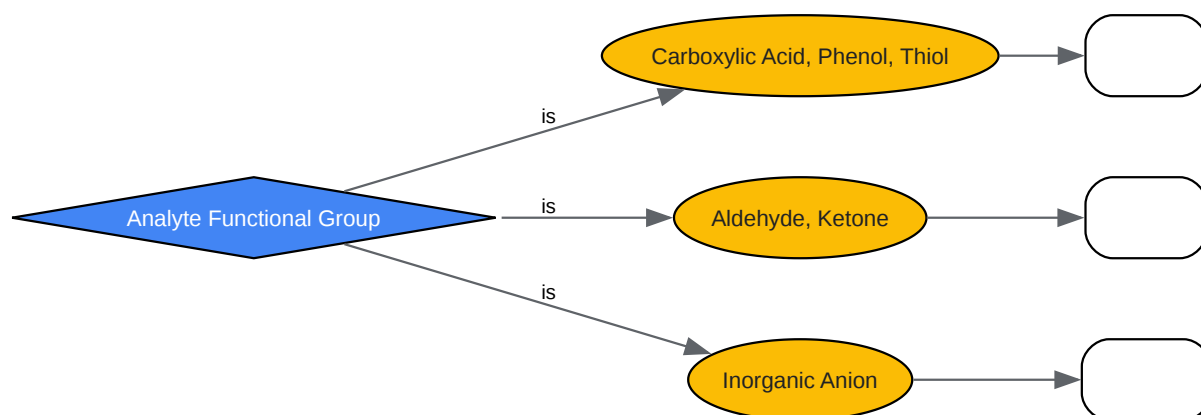 Carboxylic Acid, Phenol, Thiol
is
Analyte Functional Group
is
Aldehyde, Ketone
is
Inorganic Anion